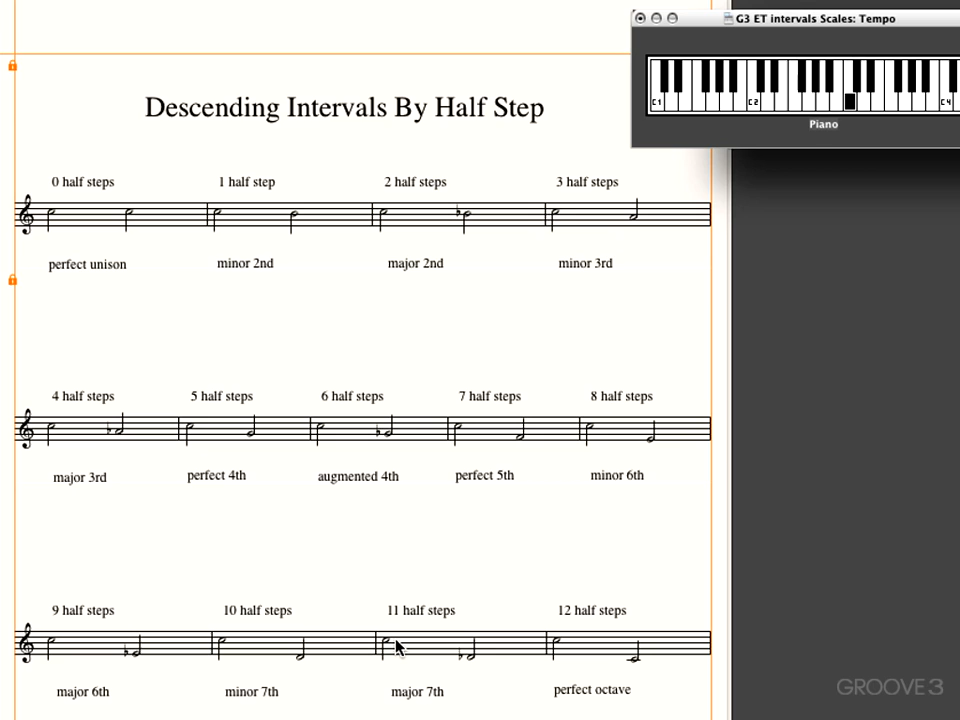 G3 ET intervals Scales: Tempo
C1 C2 C4
Piano
Descending Intervals By Half Step
0 half steps 1 half step 2 half steps 3 half steps
perfect unison minor 2nd major 2nd minor 3rd
4 half steps 5 half steps 6 half steps 7 half steps 8 half steps
major 3rd perfect 4th augmented 4th perfect 5th minor 6th
9 half steps 10 half steps 11 half steps 12 half steps
major 6th minor 7th major 7th perfect octave
GROOVE3